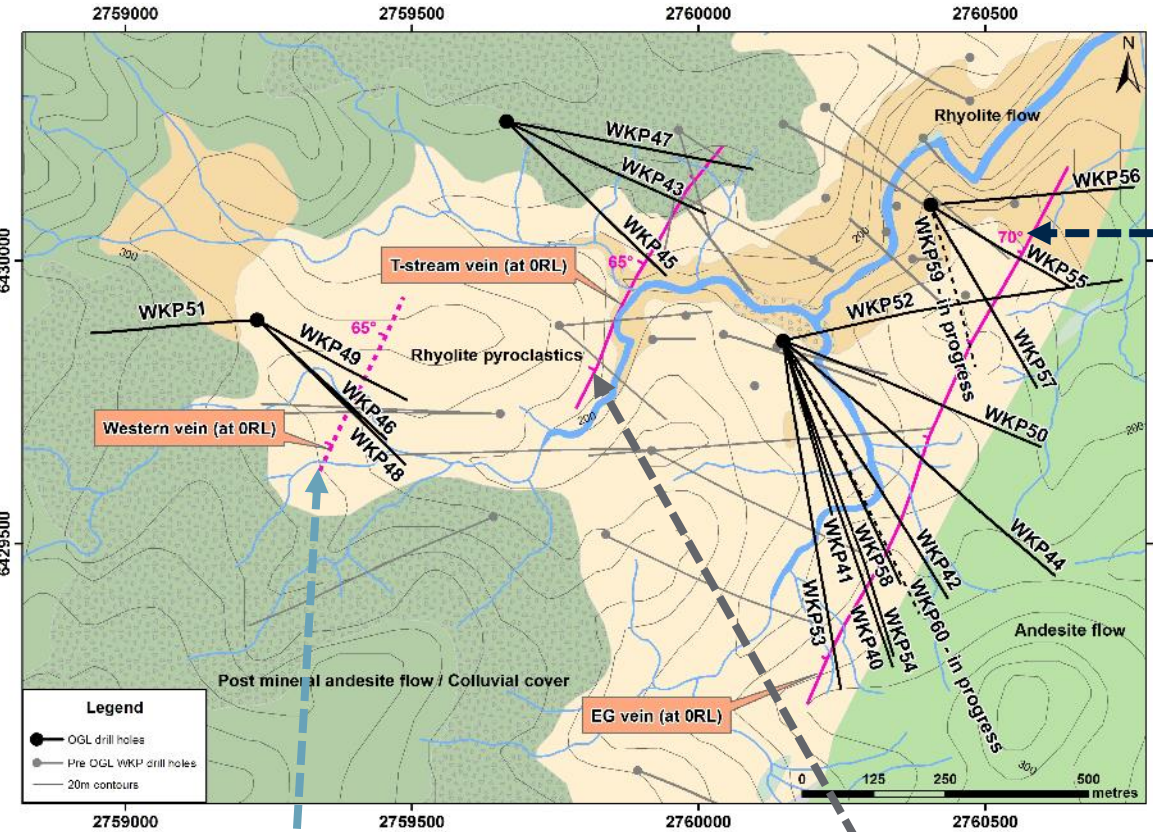 2759000
2759500
2760000
2760500
N
Rhyolite flow
WKP47
WKP43
WKP45
WKP56
70°
WKP55
WKP59 - in progress
WKP57
WKP52
200
6430000
300
T-stream vein (at 0RL)
65°
WKP51
WKP49
65°
Rhyolite pyroclastics
WKP46
WKP48
Western vein (at 0RL)
200
WKP50
200
6429500
WKP44
WKP42
WKP41
WKP58
WKP60 - in progress
WKP53
WKP40
WKP54
Andesite flow
Post mineral andesite flow / Colluvial cover
EG vein (at 0RL)
300
Legend
OGL drill holes
Pre OGL WKP drill holes
20m contours
0 125 250 500
metres
2759000
2759500
2760000
2760500